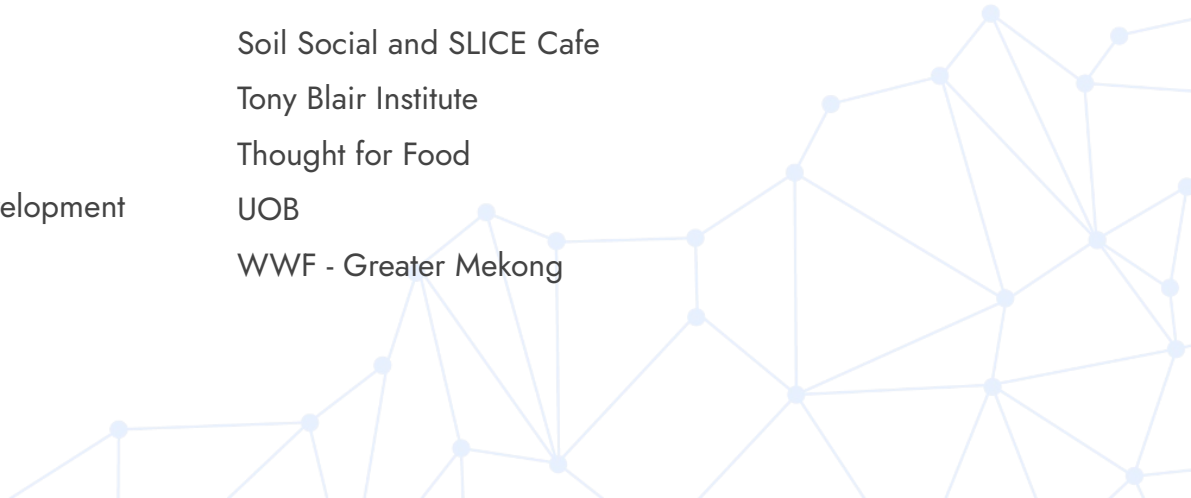 Soil Social and SLICE Cafe
Tony Blair Institute
Thought for Food
elopment
UOB
WWF - Greater Mekong